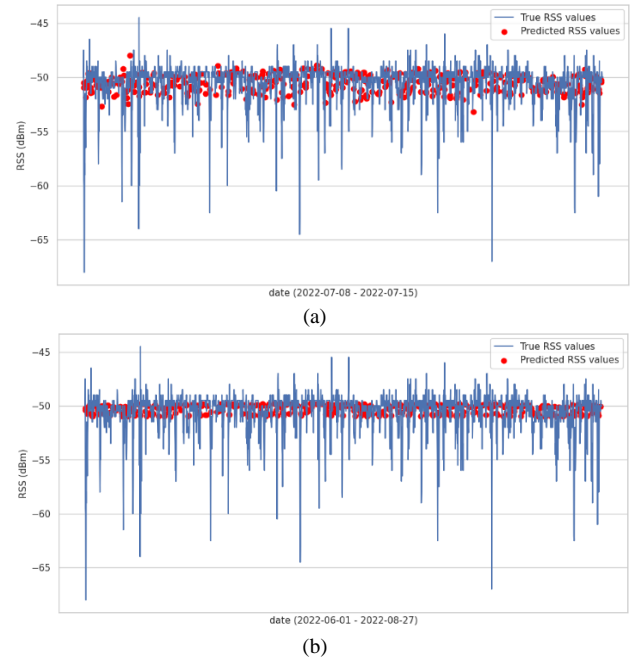 −45
−50
−55
−60
−65
RSS (dBm)
True RSS values
Predicted RSS values
date (2022-07-08 - 2022-07-15)
(a)
−45
−50
−55
−60
−65
RSS (dBm)
True RSS values
Predicted RSS values
date (2022-06-01 - 2022-08-27)
(b)